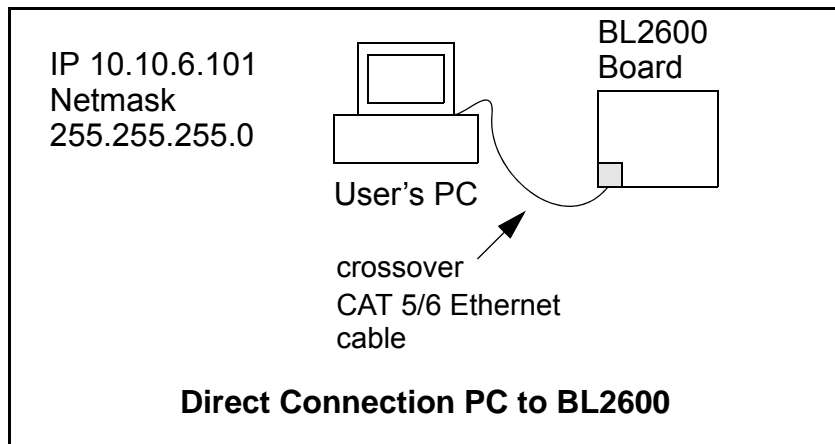 IP 10.10.6.101
Netmask
255.255.255.0
BL2600
Board
User's PC
crossover
CAT 5/6 Ethernet
cable
Direct Connection PC to BL2600